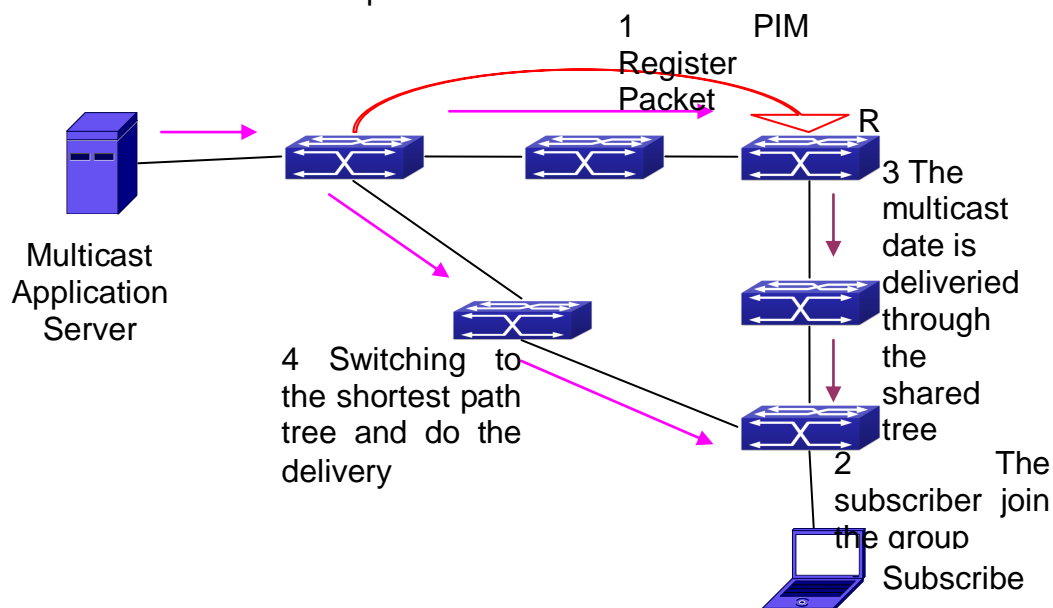 1 PIM
Register
Packet
R
3 The
multicast
date is
deliveried
through
the
shared
tree
Multicast
Application
Server
4 Switching to
the shortest path
tree and do the
delivery
2 The
subscriber join
the group
Subscribe